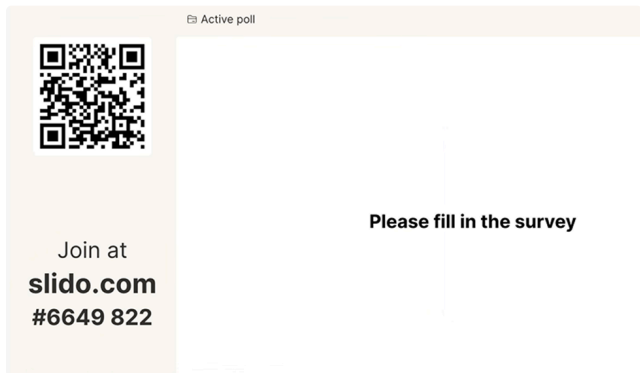 Active poll
Join at
slido.com
#6649 822
Please fill in the survey